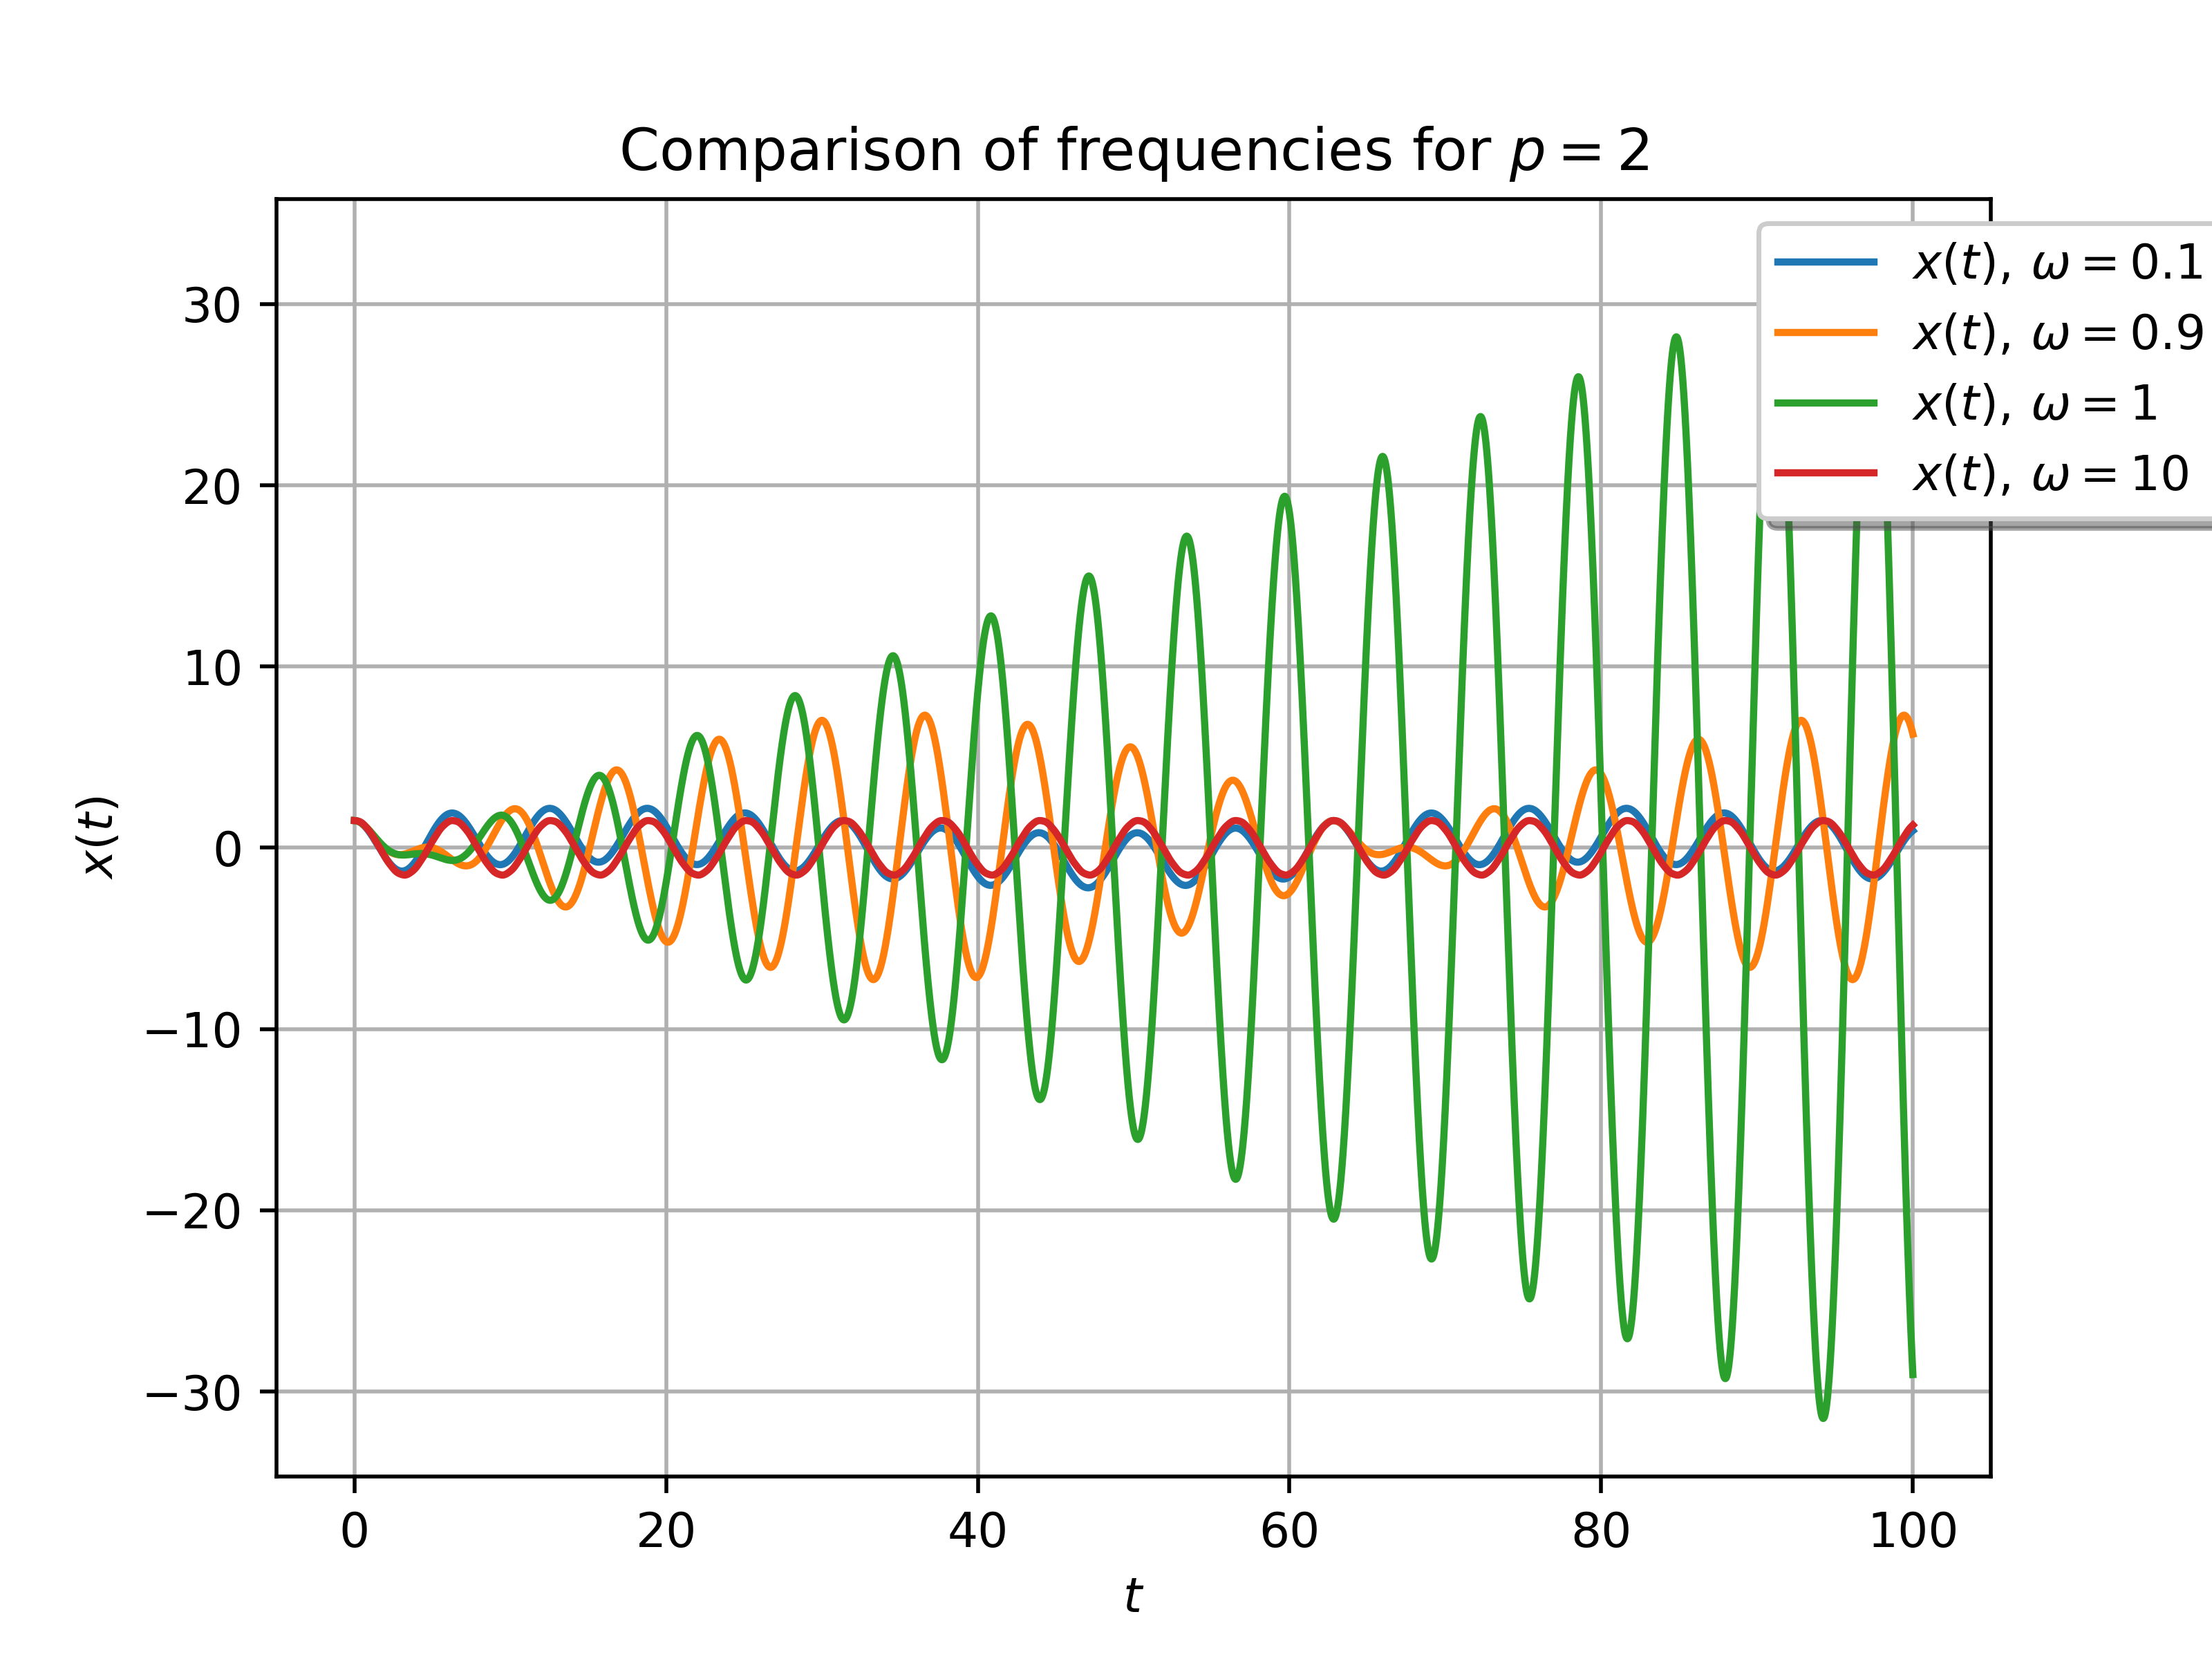 Comparison of frequencies for p = 2
x(t), ω = 0.1
x(t), ω = 0.9
x(t), ω = 1
x(t), ω = 10
30
20
10
0
−10
−20
−30
x(t)
0 20 40 60 80 100
t